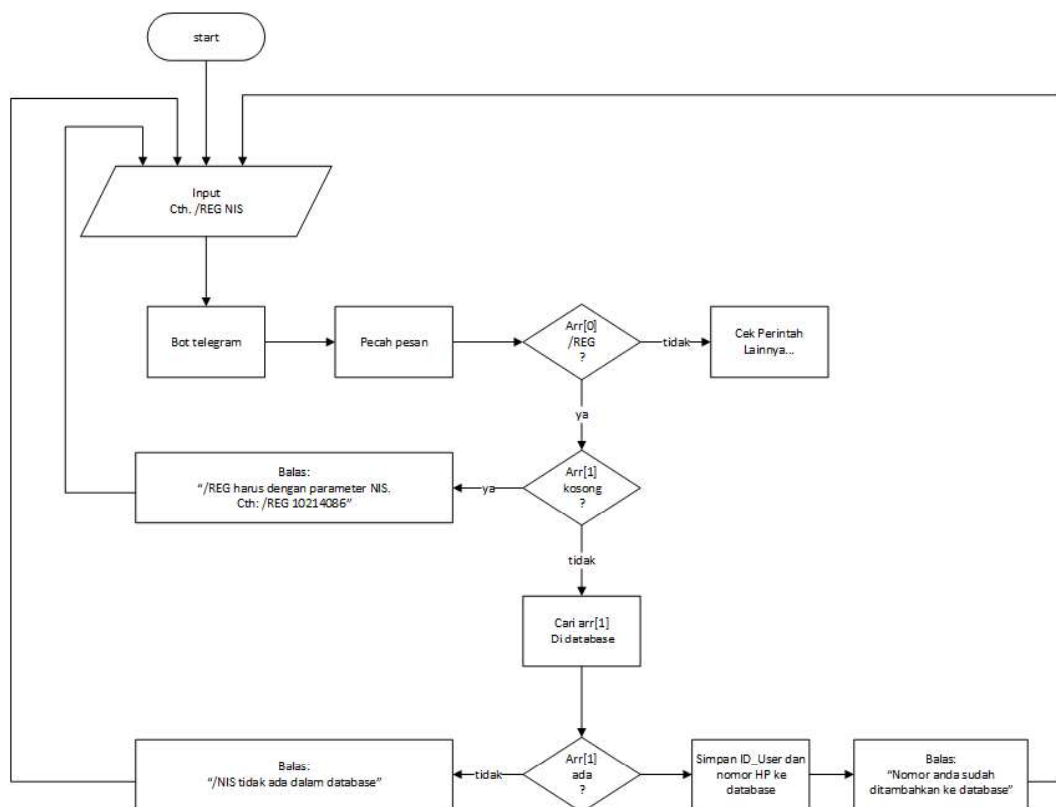 start
Input
Cth. /REG NIS
Bot telegram
Pecah pesan
Arr[0]
/REG
?
tidak
Cek Perintah
Lainnya...
ya
Balas:
“/REG harus dengan parameter NIS.
Cth: /REG 10214086”
ya
Arr[1]
kosong
?
tidak
Cari arr[1]
Di database
Balas:
“/NIS tidak ada dalam database”
tidak
Arr[1]
ada
?
Simpan ID_User dan
nomor HP ke
database
Balas:
“Nomor anda sudah
ditambahkan ke database”